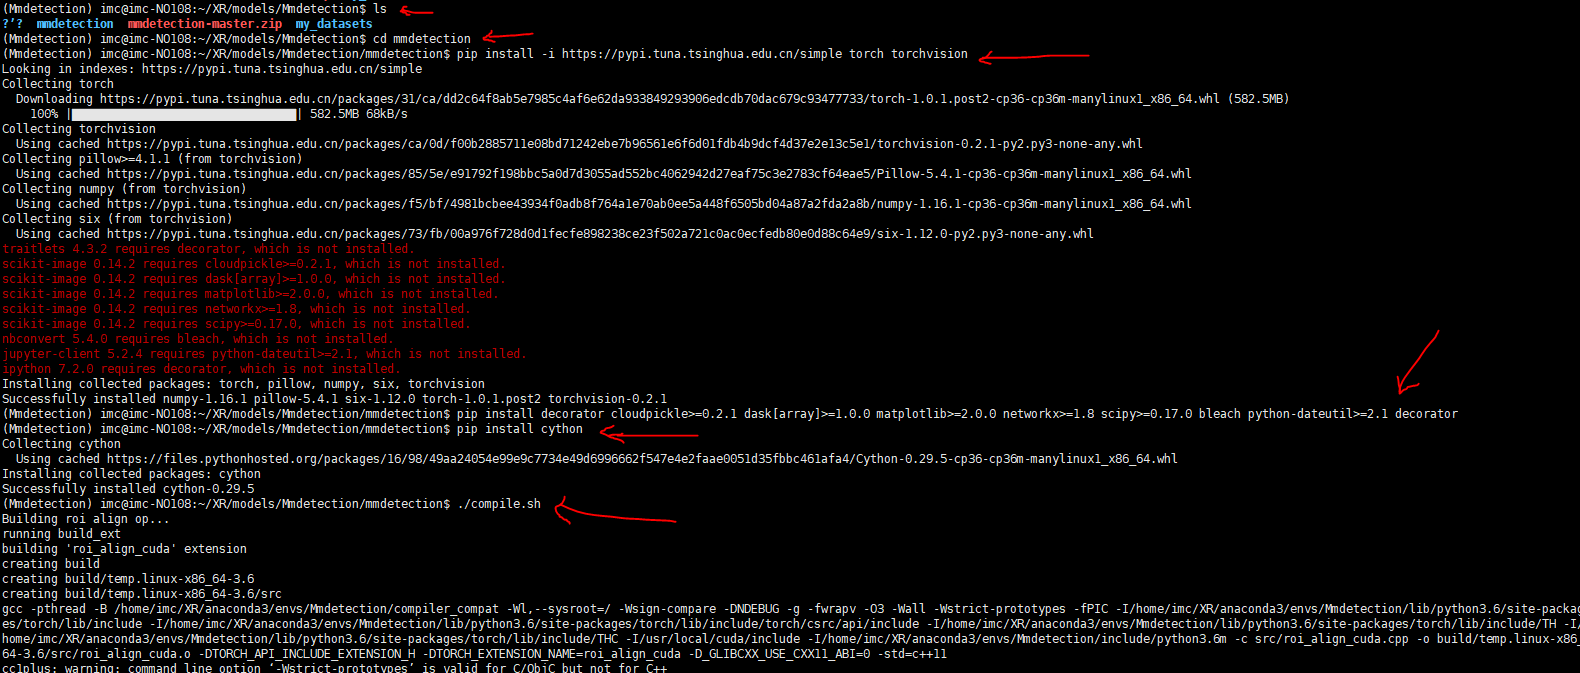 (Mmdetection) imc@imc-NO108:~/XR/models/Mmdetection$ ls
?’?  mmdetection  mmdetection-master.zip  my_datasets
(Mmdetection) imc@imc-NO108:~/XR/models/Mmdetection$ cd mmdetection
(Mmdetection) imc@imc-NO108:~/XR/models/Mmdetection/mmdetection$ pip install -i https://pypi.tuna.tsinghua.edu.cn/simple torch torchvision
Looking in indexes: https://pypi.tuna.tsinghua.edu.cn/simple
Collecting torch
  Downloading https://pypi.tuna.tsinghua.edu.cn/packages/31/ca/dd2c64f8ab5e7985c4af6e62da933849293906edcdb70dac679c93477733/torch-1.0.1.post2-cp36-cp36m-manylinux1_x86_64.whl (582.5MB)
    100% |████████████████████████████████| 582.5MB 68kB/s
Collecting torchvision
  Using cached https://pypi.tuna.tsinghua.edu.cn/packages/ca/0d/f00b2885711e08bd71242ebe7b96561e6f6d01fdb4b9dcf4d37e2e13c5e1/torchvision-0.2.1-py2.py3-none-any.whl
Collecting pillow>=4.1.1 (from torchvision)
  Using cached https://pypi.tuna.tsinghua.edu.cn/packages/85/5e/e91792f198bbc5a0d7d3055ad552bc4062942d27eaf75c3e2783cf64eae5/Pillow-5.4.1-cp36-cp36m-manylinux1_x86_64.whl
Collecting numpy (from torchvision)
  Using cached https://pypi.tuna.tsinghua.edu.cn/packages/f5/bf/4981bcbee43934f0adb8f764a1e70ab0ee5a448f6505bd04a87a2fda2a8b/numpy-1.16.1-cp36-cp36m-manylinux1_x86_64.whl
Collecting six (from torchvision)
  Using cached https://pypi.tuna.tsinghua.edu.cn/packages/73/fb/00a976f728d0d1fecfe898238ce23f502a721c0ac0ecfedb80e0d88c64e9/six-1.12.0-py2.py3-none-any.whl
traitlets 4.3.2 requires decorator, which is not installed.
scikit-image 0.14.2 requires cloudpickle>=0.2.1, which is not installed.
scikit-image 0.14.2 requires dask[array]>=1.0.0, which is not installed.
scikit-image 0.14.2 requires matplotlib>=2.0.0, which is not installed.
scikit-image 0.14.2 requires networkx>=1.8, which is not installed.
scikit-image 0.14.2 requires scipy>=0.17.0, which is not installed.
nbconvert 5.4.0 requires bleach, which is not installed.
jupyter-client 5.2.4 requires python-dateutil>=2.1, which is not installed.
ipython 7.2.0 requires decorator, which is not installed.
Installing collected packages: torch, pillow, numpy, six, torchvision
Successfully installed numpy-1.16.1 pillow-5.4.1 six-1.12.0 torch-1.0.1.post2 torchvision-0.2.1
(Mmdetection) imc@imc-NO108:~/XR/models/Mmdetection/mmdetection$ pip install decorator cloudpickle>=0.2.1 dask[array]>=1.0.0 matplotlib>=2.0.0 networkx>=1.8 scipy>=0.17.0 bleach python-dateutil>=2.1 decorator
(Mmdetection) imc@imc-NO108:~/XR/models/Mmdetection/mmdetection$ pip install cython
Collecting cython
  Using cached https://files.pythonhosted.org/packages/16/98/49aa24054e99e9c7734e49d6996662f547e4e2faae0051d35fbbc461afa4/Cython-0.29.5-cp36-cp36m-manylinux1_x86_64.whl
Installing collected packages: cython
Successfully installed cython-0.29.5
(Mmdetection) imc@imc-NO108:~/XR/models/Mmdetection/mmdetection$ ./compile.sh
Building roi align op...
running build_ext
building 'roi_align_cuda' extension
creating build
creating build/temp.linux-x86_64-3.6
creating build/temp.linux-x86_64-3.6/src
gcc -pthread -B /home/imc/XR/anaconda3/envs/Mmdetection/compiler_compat -Wl,--sysroot=/ -Wsign-compare -DNDEBUG -g -fwrapv -O3 -Wall -Wstrict-prototypes -fPIC -I/home/imc/XR/anaconda3/envs/Mmdetection/lib/python3.6/site-packag
es/torch/lib/include -I/home/imc/XR/anaconda3/envs/Mmdetection/lib/python3.6/site-packages/torch/lib/include/torch/csrc/api/include -I/home/imc/XR/anaconda3/envs/Mmdetection/lib/python3.6/site-packages/torch/lib/include/TH -I/
home/imc/XR/anaconda3/envs/Mmdetection/lib/python3.6/site-packages/torch/lib/include/THC -I/usr/local/cuda/include -I/home/imc/XR/anaconda3/envs/Mmdetection/include/python3.6m -c src/roi_align_cuda.cpp -o build/temp.linux-x86_
64-3.6/src/roi_align_cuda.o -DTORCH_API_INCLUDE_EXTENSION_H -DTORCH_EXTENSION_NAME=roi_align_cuda -D_GLIBCXX_USE_CXX11_ABI=0 -std=c++11
cc1plus: warning: command line option ‘-Wstrict-prototypes’ is valid for C/ObjC but not for C++